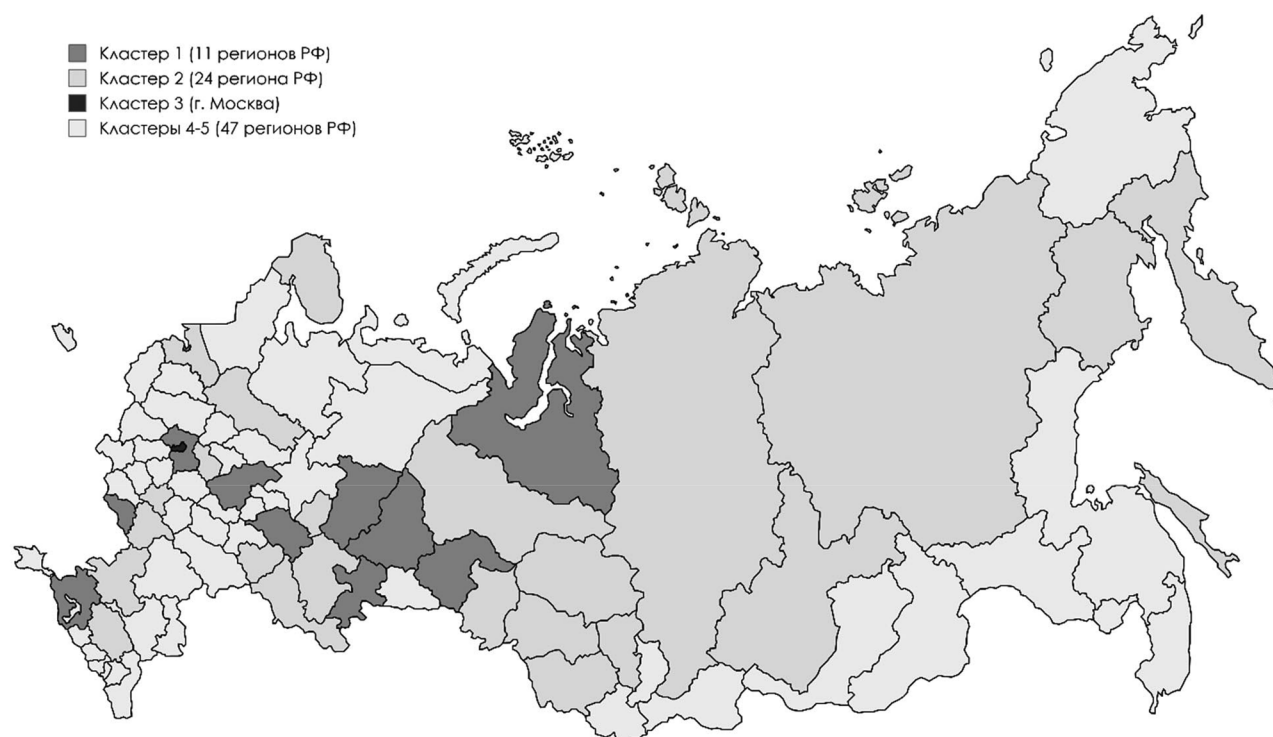 Кластер 1 (11 регионов РФ)
Кластер 2 (24 региона РФ)
Кластер 3 (г. Москва)
Кластеры 4-5 (47 регионов РФ)